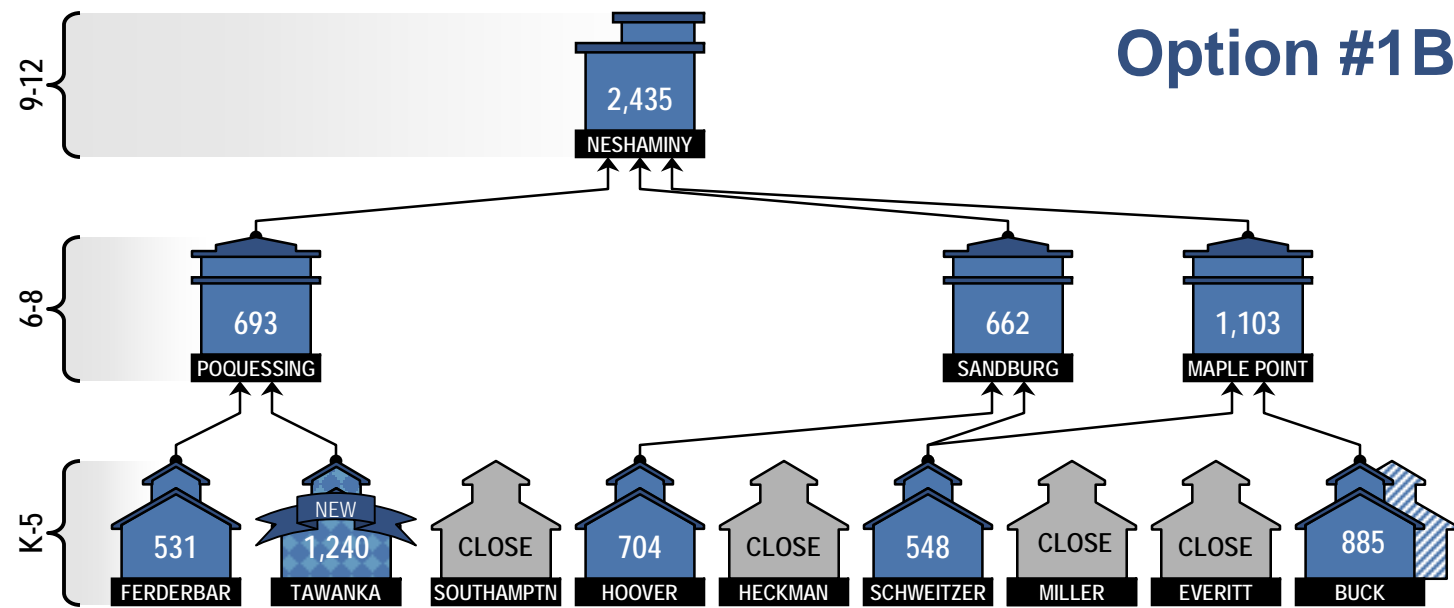 Option #1B
9-12
2,435
NESHAMINY
6-8
693
662
1,103
POQUESSING
SANDBURG
MAPLE POINT
K-5
NEW
531
1,240
CLOSE
704
CLOSE
548
CLOSE
CLOSE
885
FERDERBAR
TAWANKA
SOUTHAMPTN
HOOVER
HECKMAN
SCHWEITZER
MILLER
EVERITT
BUCK